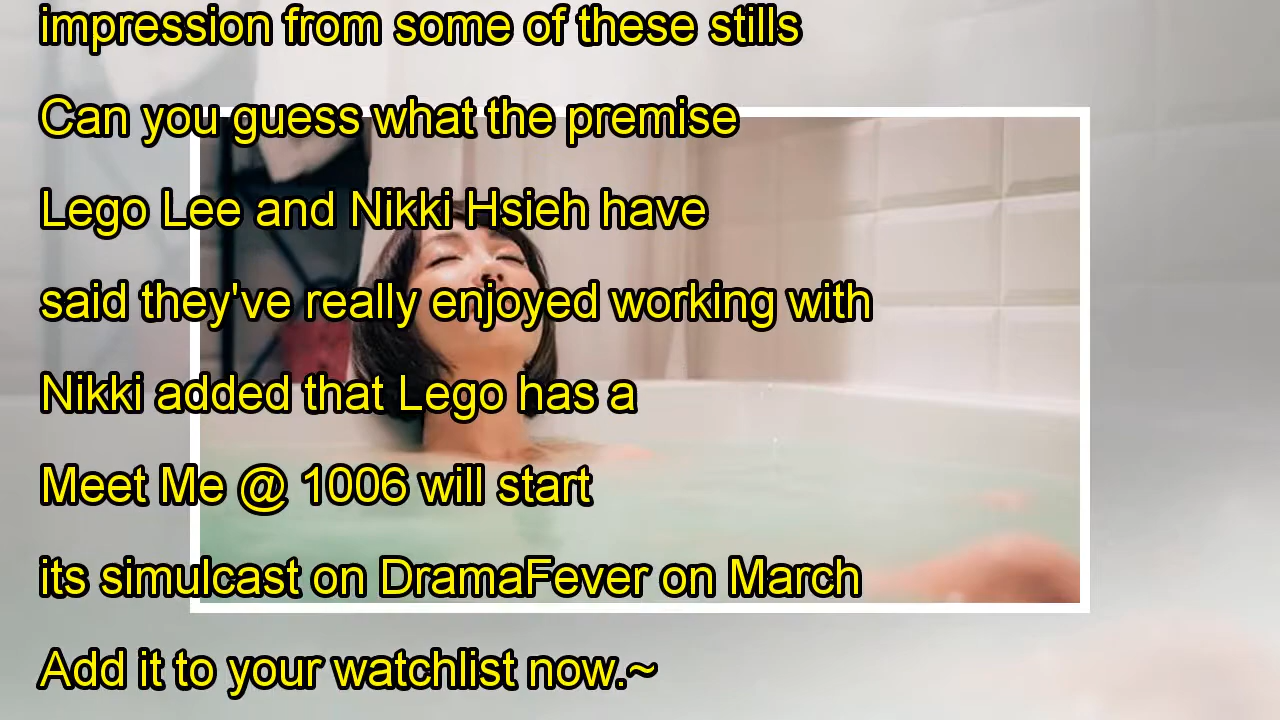 impression from some of these stills
Can you guess what the premise
Lego Lee and Nikki Hsieh have
said they've really enjoyed working with
Nikki added that Lego has a
Meet Me @ 1006 will start
its simulcast on DramaFever on March
Add it to your watchlist now.~